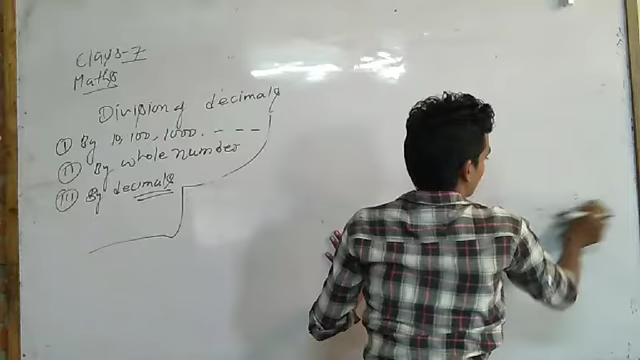 Class-7
Maths
Division of decimals
(I) By 10, 100, 1000. - - - -
(II) By whole number
(III) By decimals